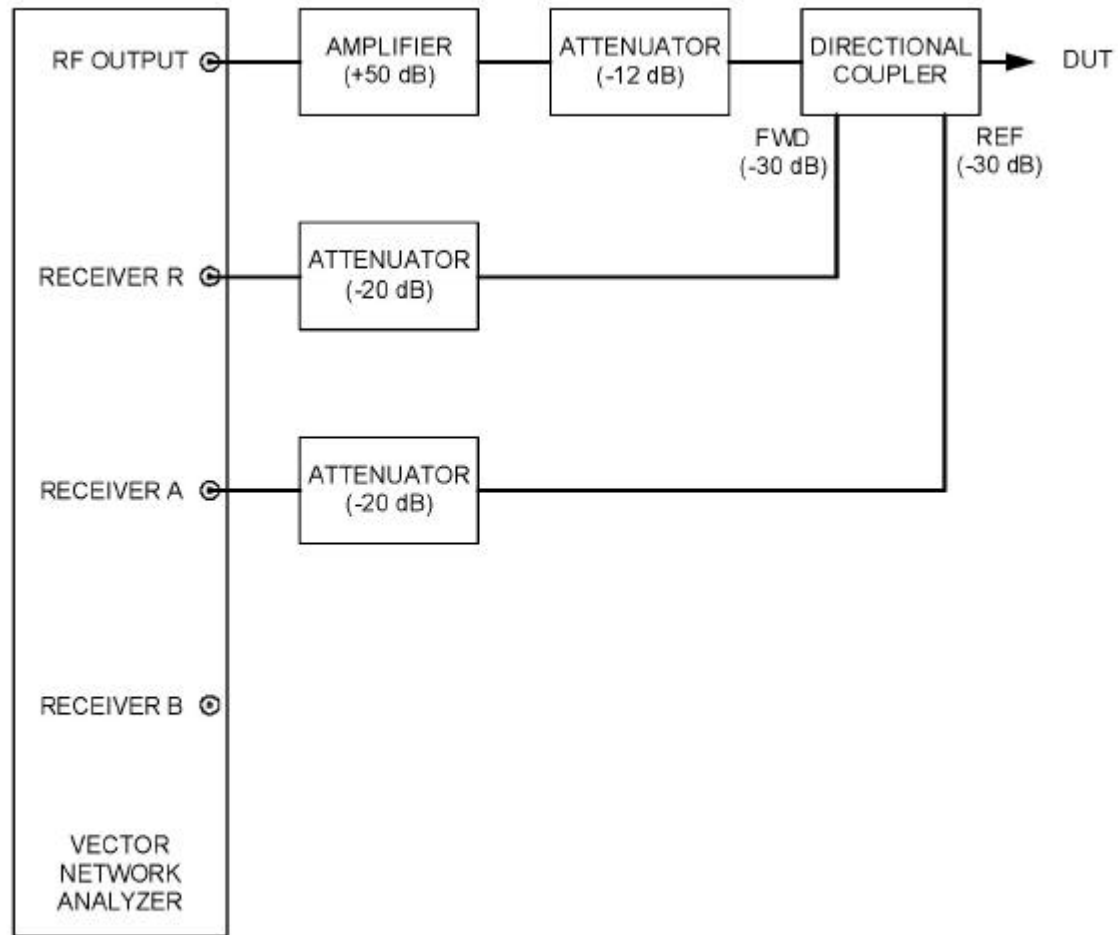 RF OUTPUT
AMPLIFIER
(+50 dB)
ATTENUATOR
(-12 dB)
DIRECTIONAL
COUPLER
DUT
FWD
(-30 dB)
REF
(-30 dB)
RECEIVER R
ATTENUATOR
(-20 dB)
RECEIVER A
ATTENUATOR
(-20 dB)
RECEIVER B
VECTOR
NETWORK
ANALYZER